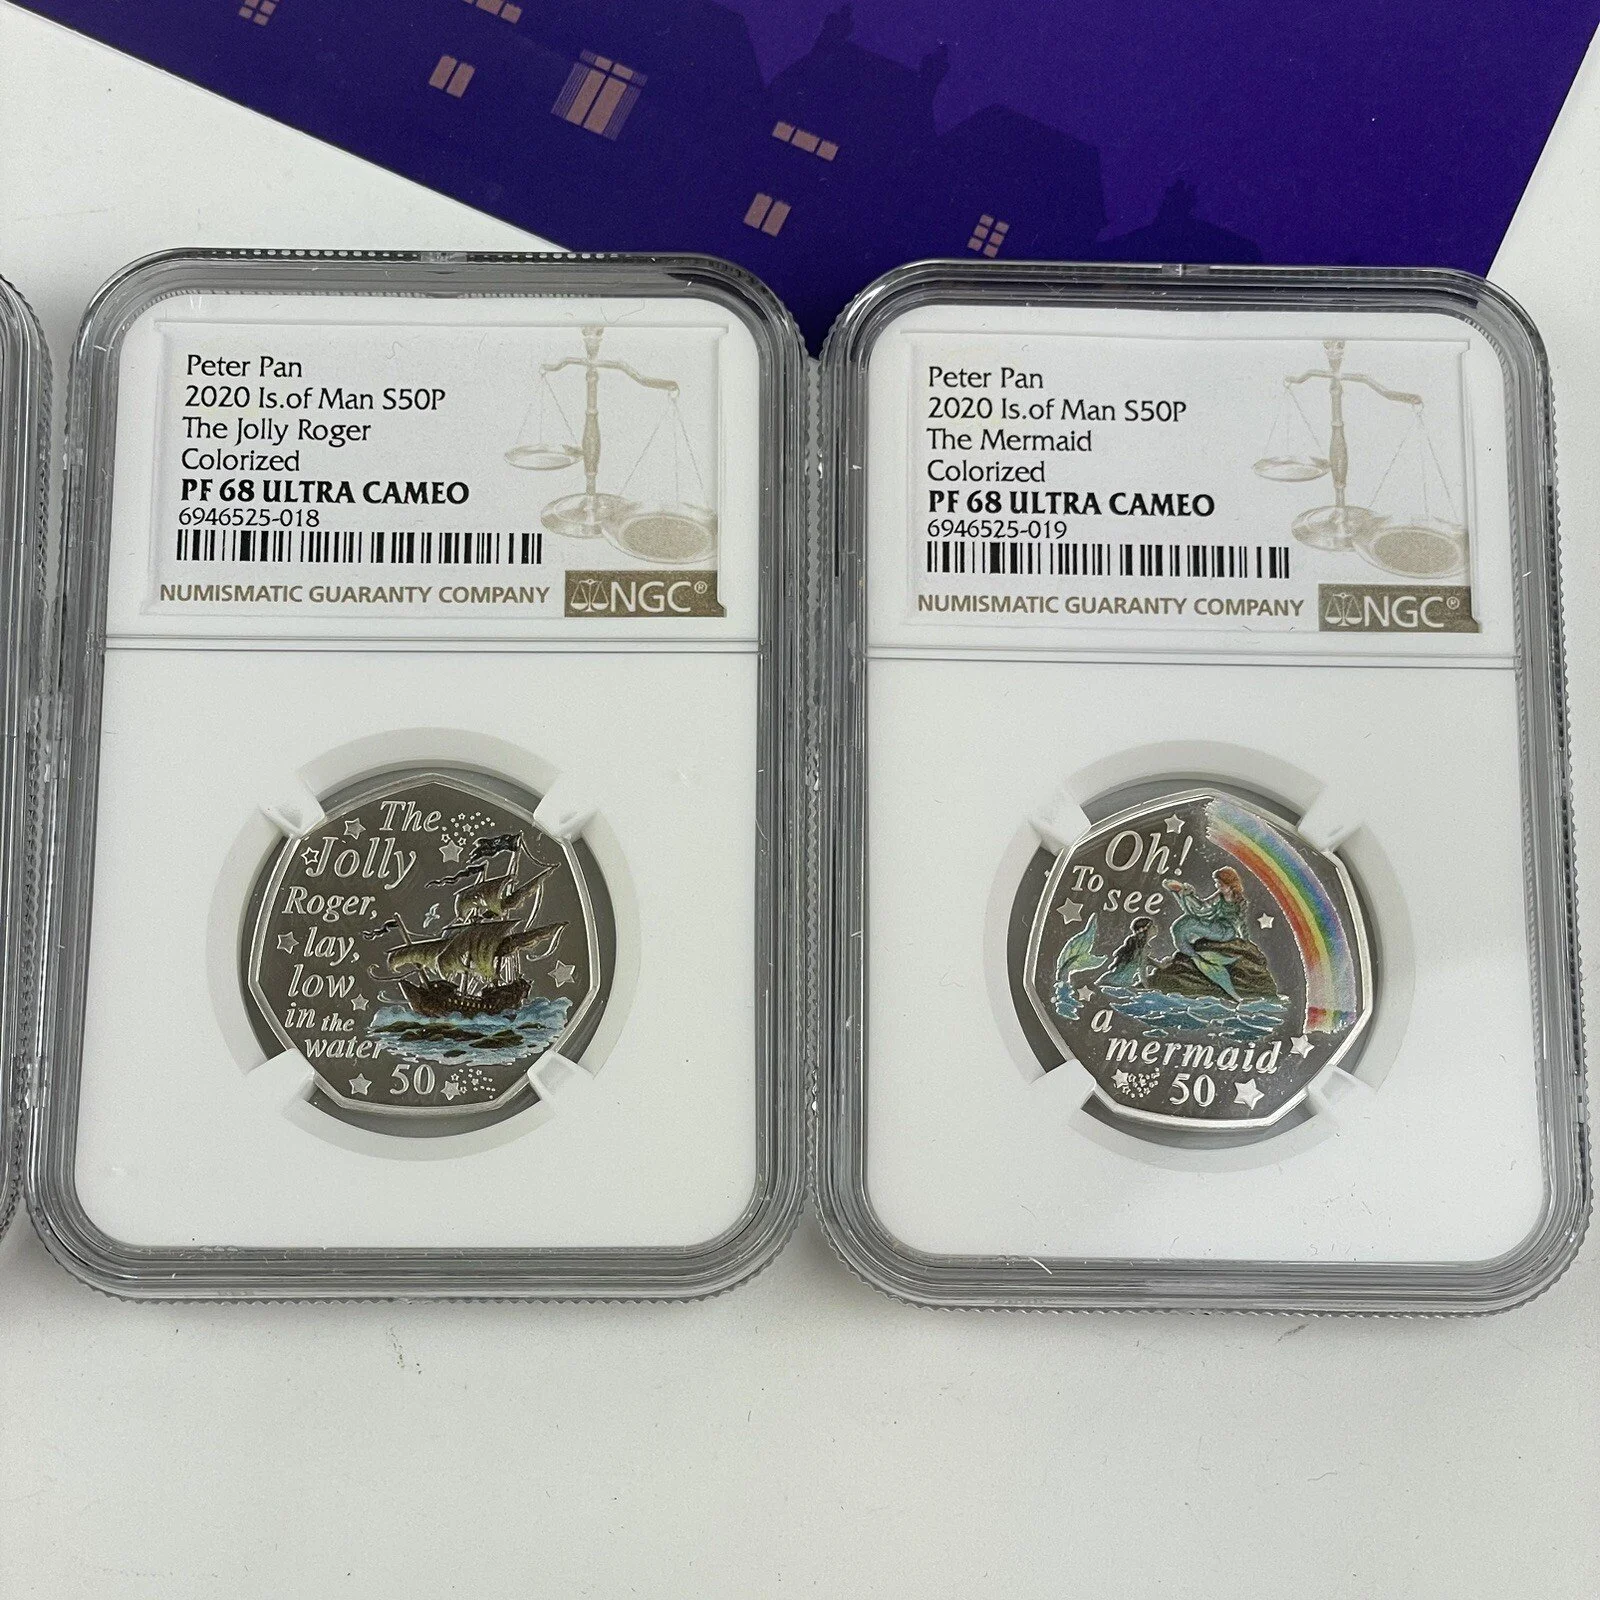 Peter Pan
2020 Is.of Man S50P
The Jolly Roger
Colorized
PF 68 ULTRA CAMEO
6946525-018
NUMISMATIC GUARANTY COMPANY NGC®
The
Jolly
Roger,
lay,
low
in the
water
50
Peter Pan
2020 Is.of Man S50P
The Mermaid
Colorized
PF 68 ULTRA CAMEO
6946525-019
NUMISMATIC GUARANTY COMPANY NGC®
Oh!
To
see
a
mermaid
50